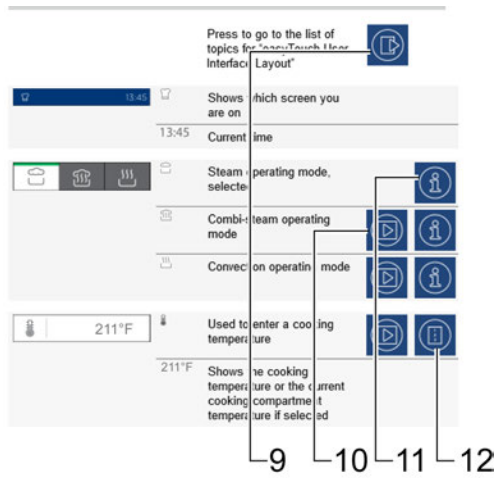 Press to go to the list of
topics for "easyTouch User
Interface Layout"
13:45
Shows which screen you
are on
13:45
Current time
Steam operating mode,
selected
Combi-steam operating
mode
Convection operating mode
211°F
Used to enter a cooking
temperature
211°F
Shows the cooking
temperature or the current
cooking compartment
temperature if selected
9
10
11
12